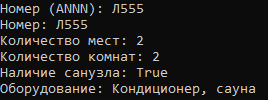 Номер (ANNN): Л555
Номер: Л555
Количество мест: 2
Количество комнат: 2
Наличие санузла: True
Оборудование: Кондиционер, сауна